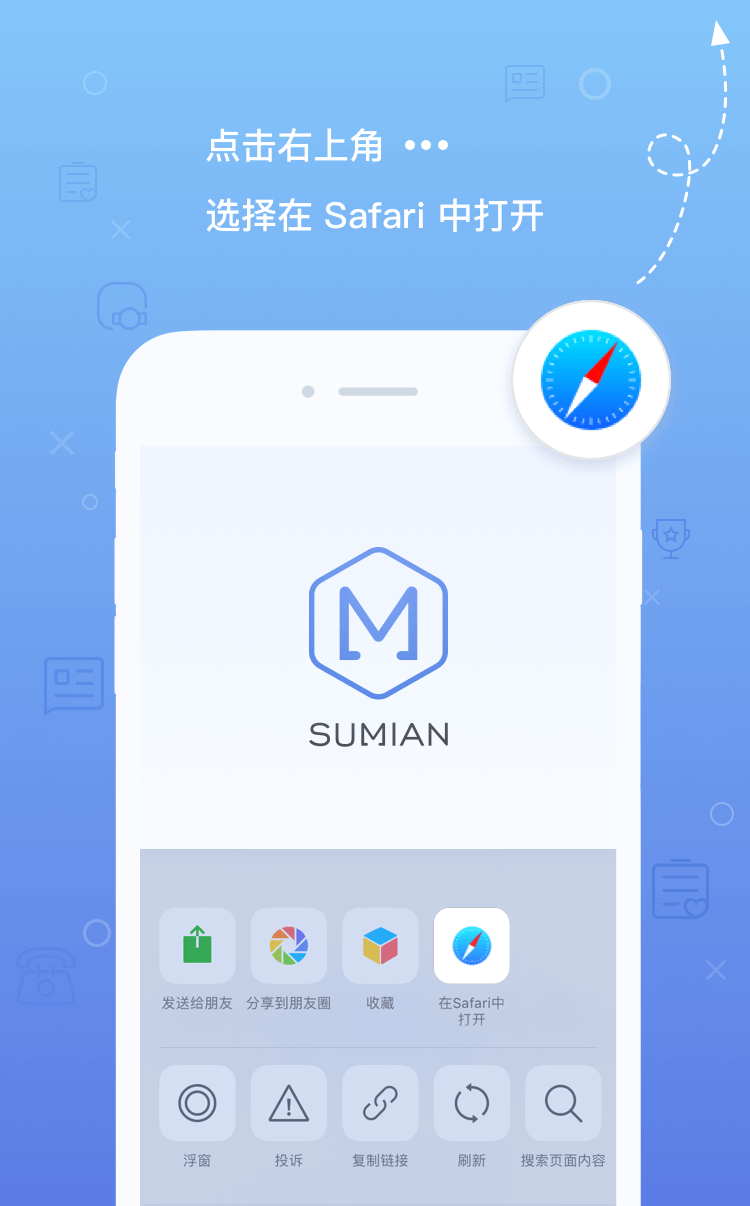 点击右上角 •••
选择在 Safari 中打开
SUMIAN
发送给朋友 分享到朋友圈 收藏 在Safari中
打开
浮窗 投诉 复制链接 刷新 搜索页面内容